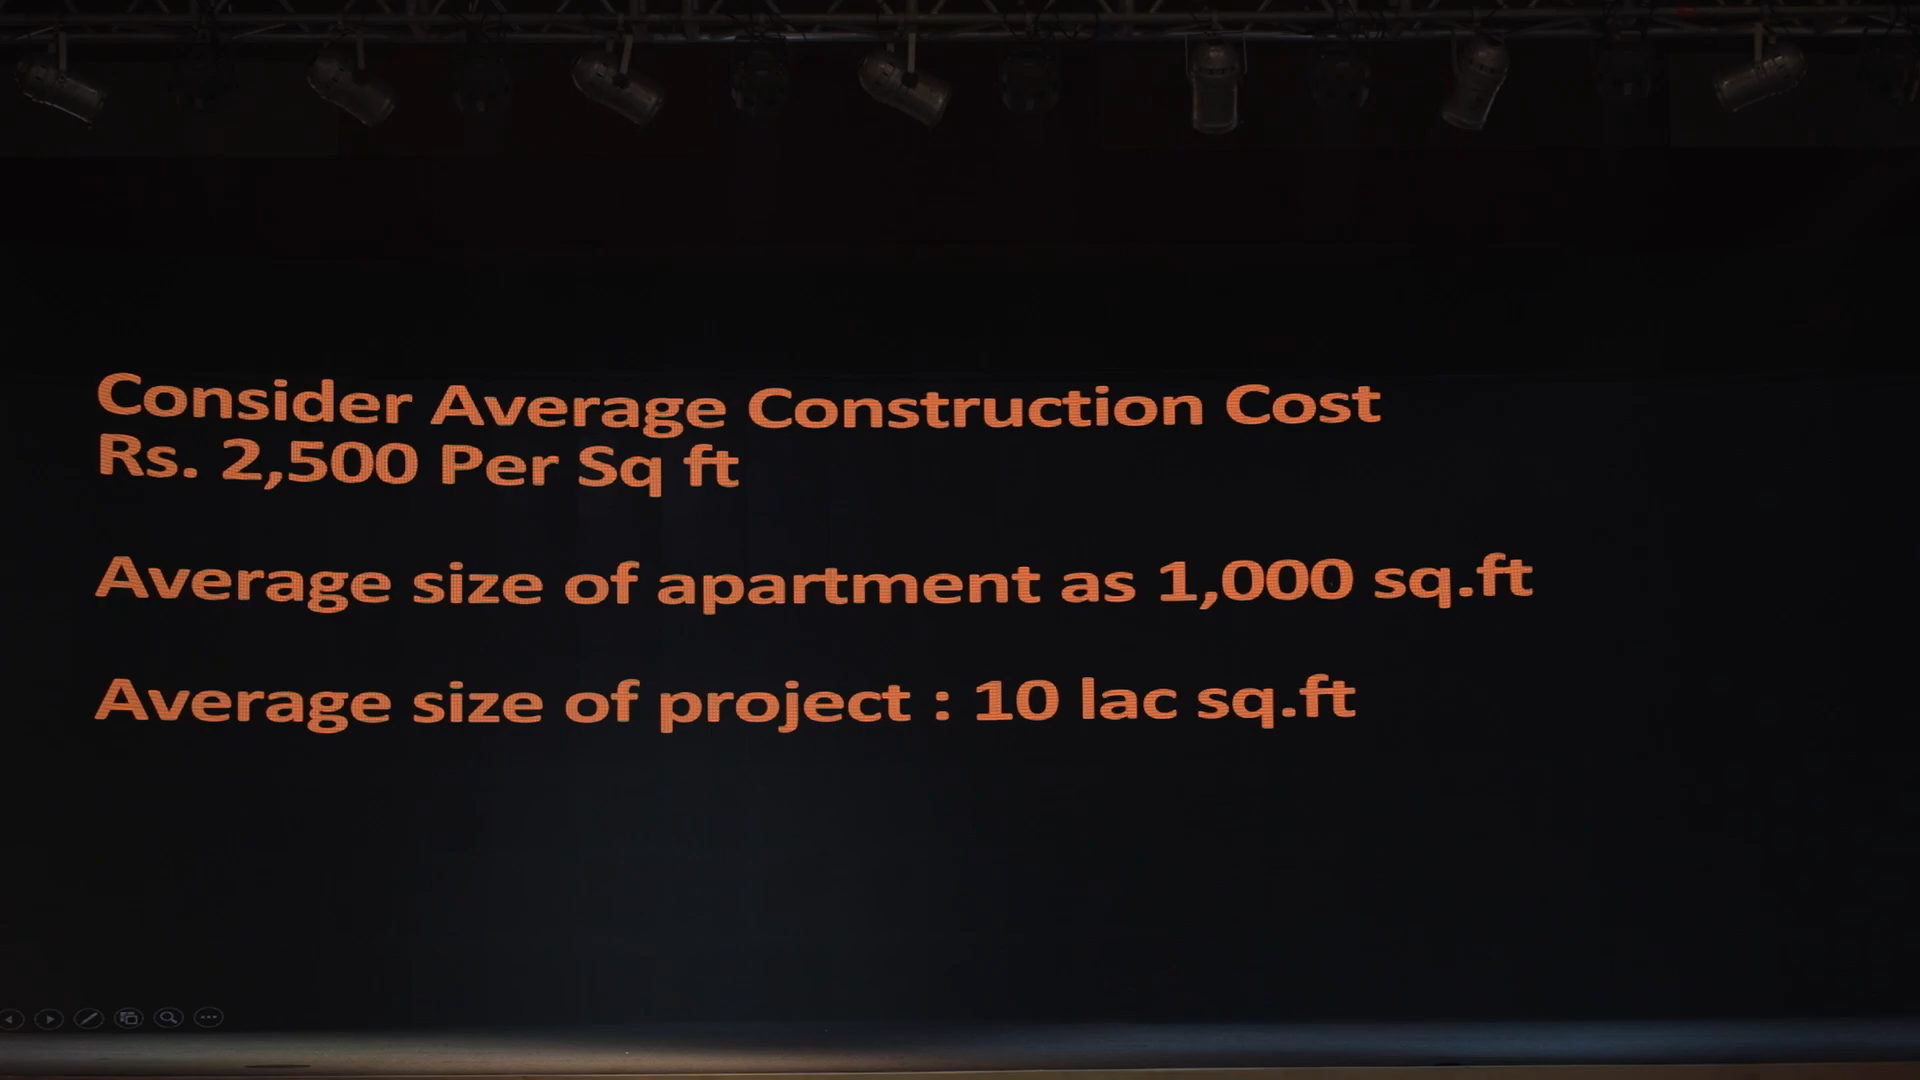 Consider Average Construction Cost
Rs. 2,500 Per Sq ft
Average size of apartment as 1,000 sq.ft
Average size of project : 10 lac sq.ft